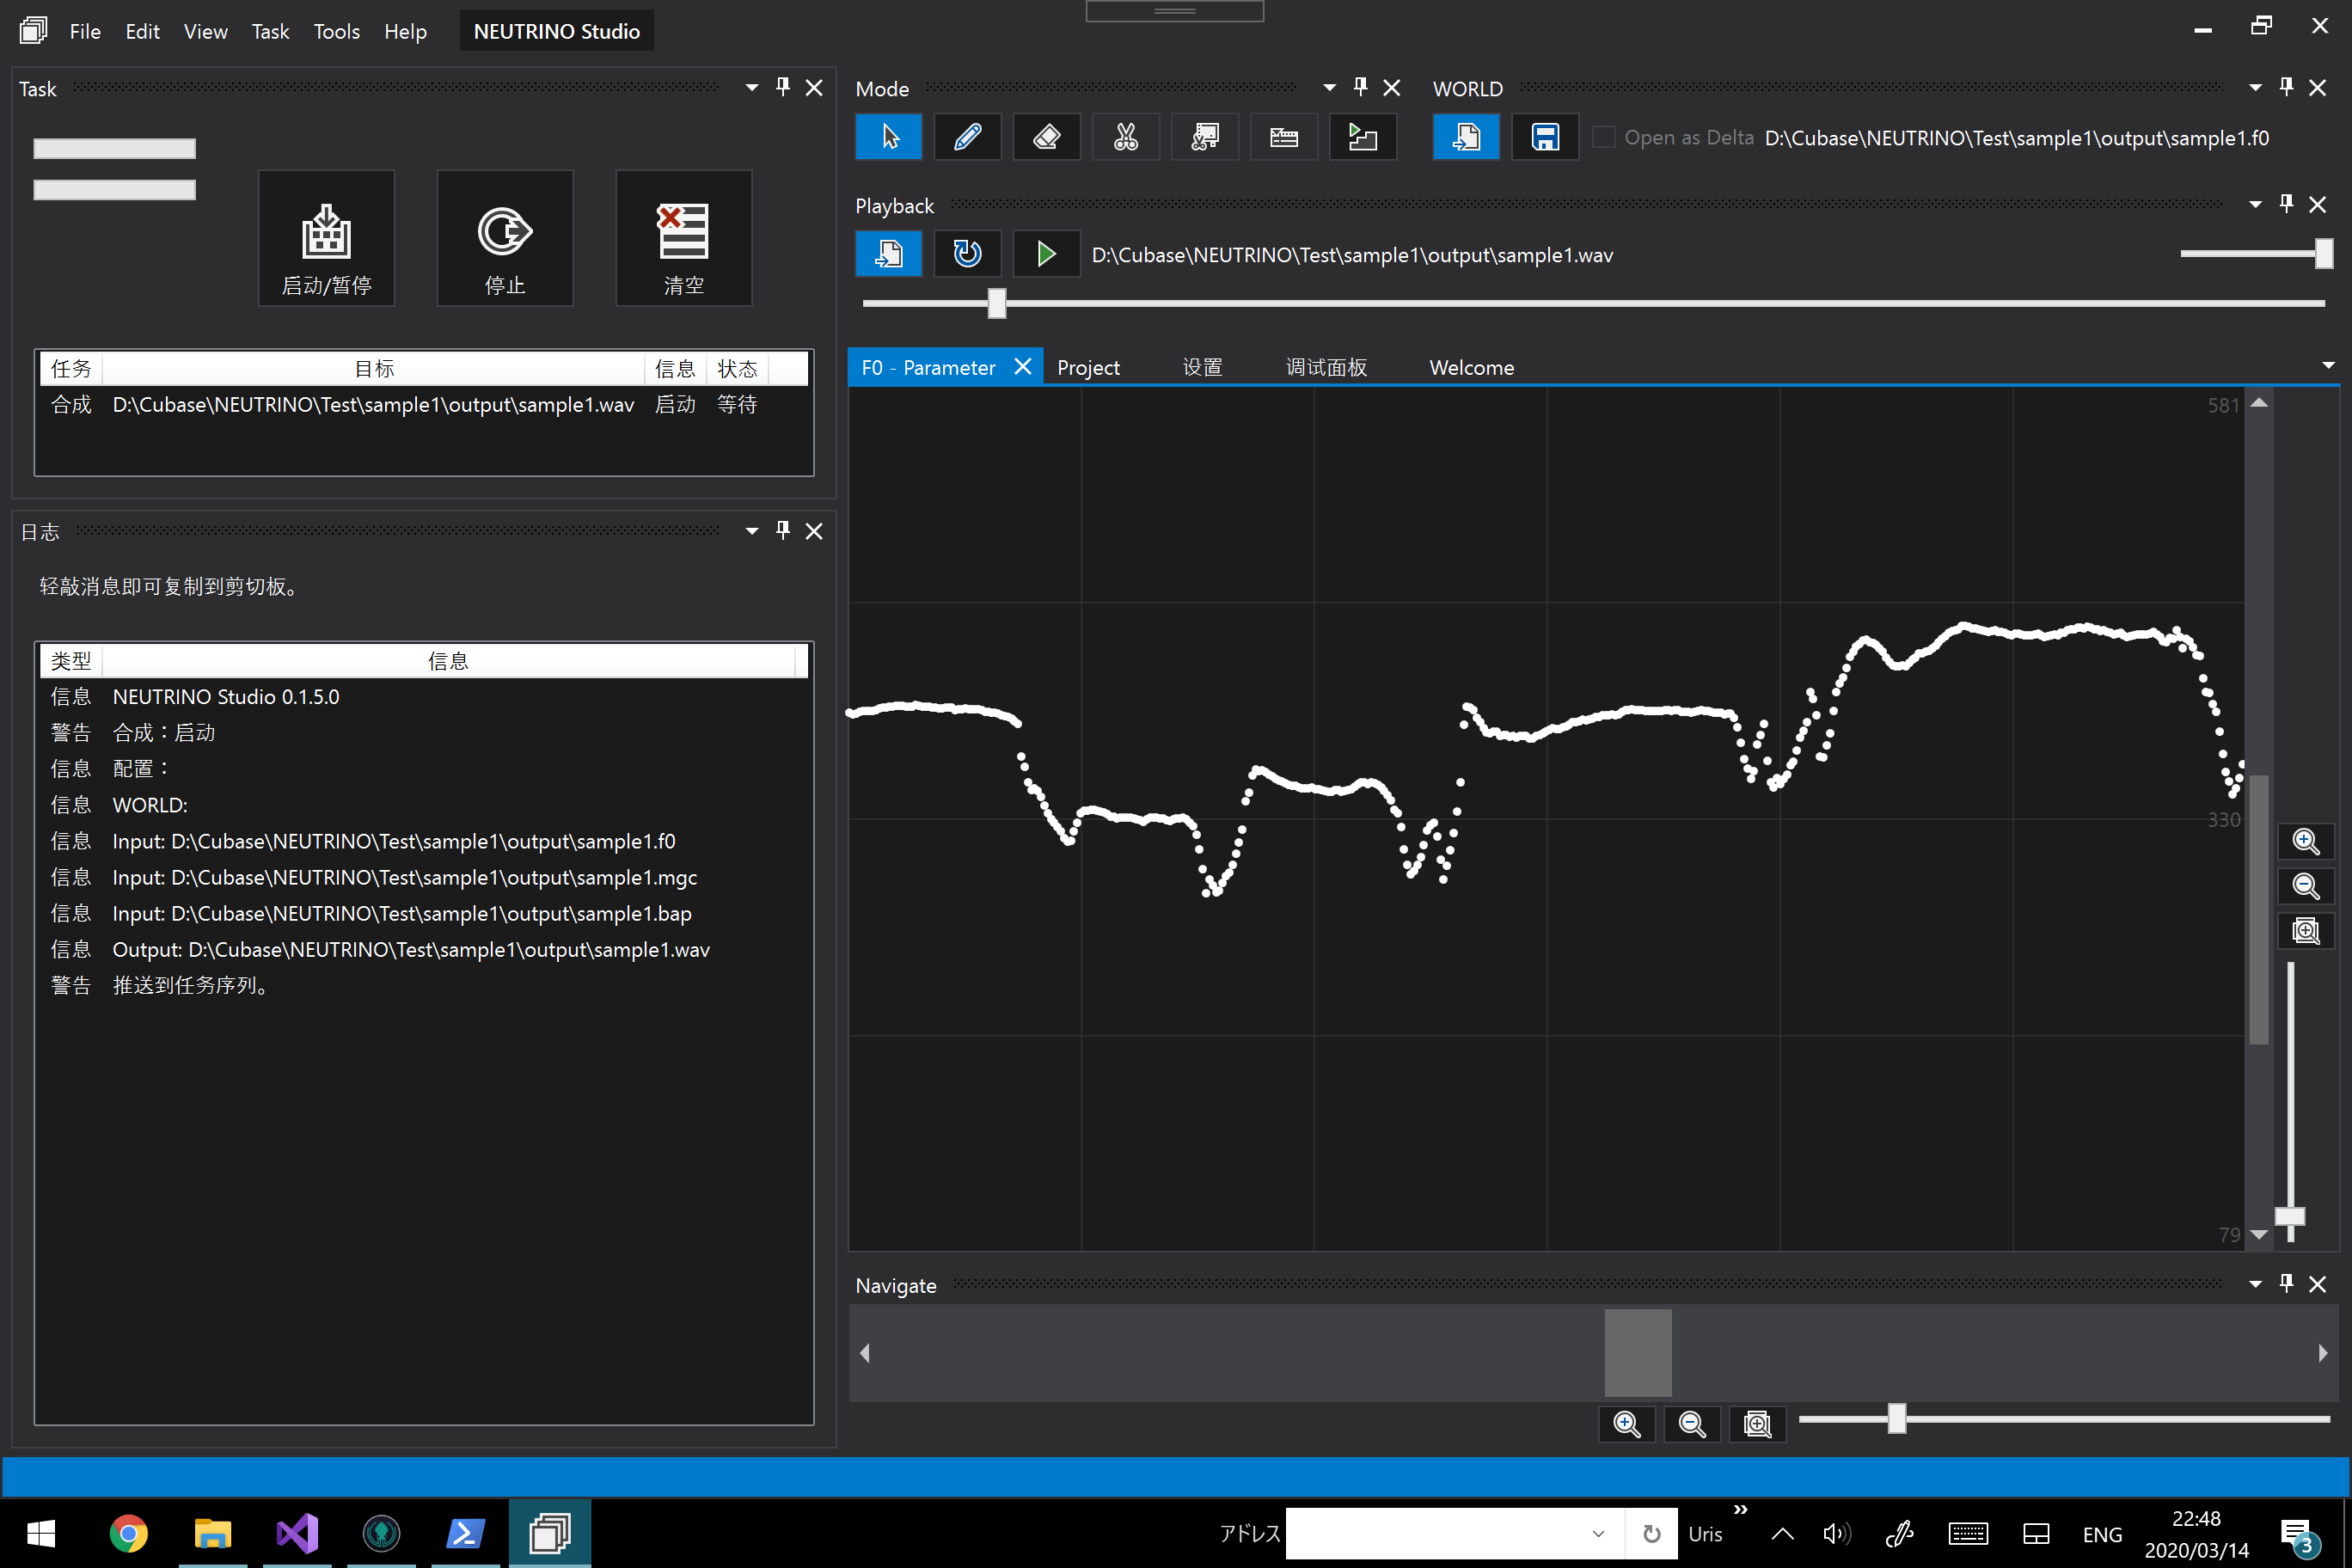 File Edit View Task Tools Help NEUTRINO Studio
Task
启动/暂停 停止 清空
任务 目标 信息 状态
合成 D:\Cubase\NEUTRINO\Test\sample1\output\sample1.wav 启动 等待
日志
轻敲消息即可复制到剪切板。
类型 信息
信息 NEUTRINO Studio 0.1.5.0
警告 合成：启动
信息 配置：
信息 WORLD:
信息 Input: D:\Cubase\NEUTRINO\Test\sample1\output\sample1.f0
信息 Input: D:\Cubase\NEUTRINO\Test\sample1\output\sample1.mgc
信息 Input: D:\Cubase\NEUTRINO\Test\sample1\output\sample1.bap
信息 Output: D:\Cubase\NEUTRINO\Test\sample1\output\sample1.wav
警告 推送到任务序列。
Mode
WORLD
Open as Delta D:\Cubase\NEUTRINO\Test\sample1\output\sample1.f0
Playback
D:\Cubase\NEUTRINO\Test\sample1\output\sample1.wav
F0 - Parameter Project 设置 调试面板 Welcome
581
330
79
Navigate
アドレス Uris ENG 22:48
2020/03/14
3